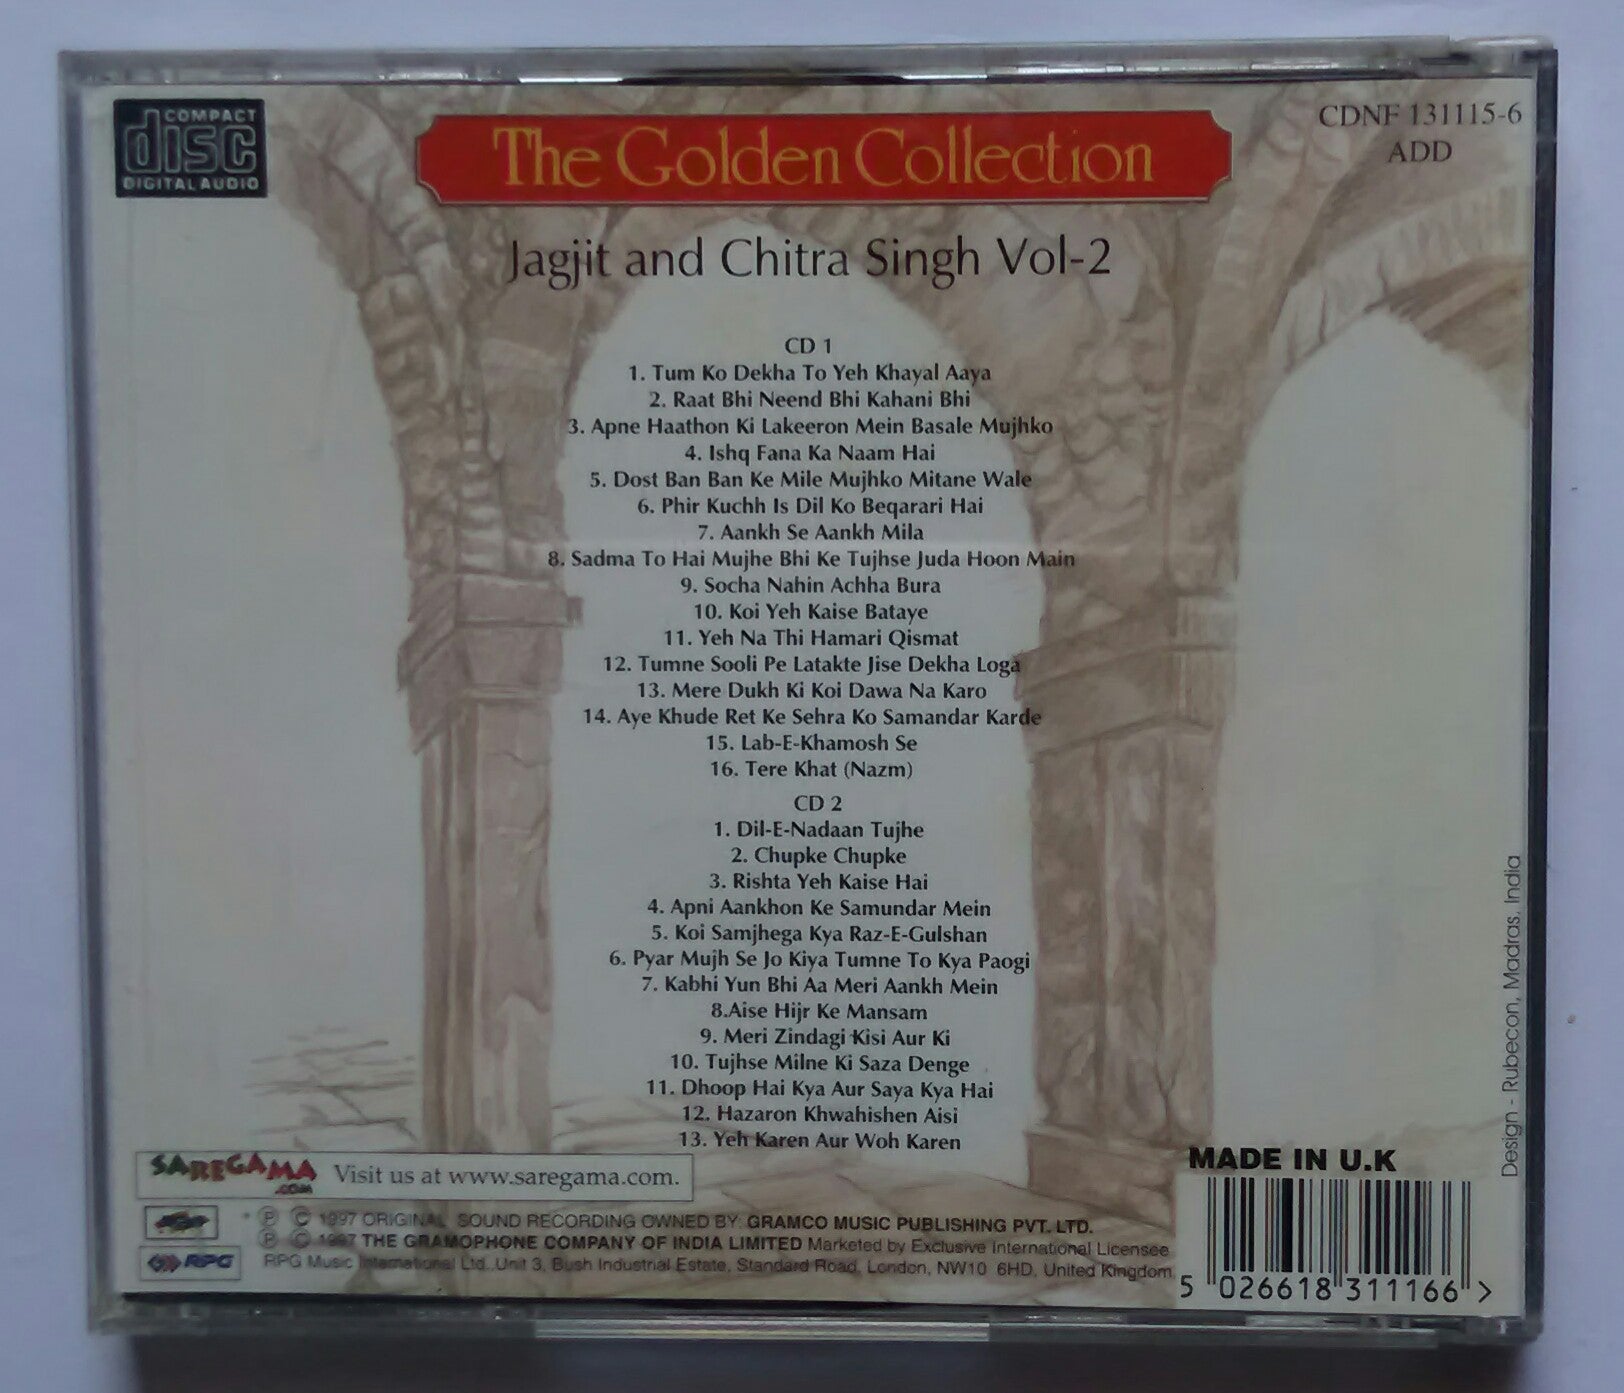 COMPACT
disc
DIGITAL AUDIO
The Golden Collection
CDNF 131115-6
ADD
Jagjit and Chitra Singh Vol-2
CD 1
1. Tum Ko Dekha To Yeh Khayal Aaya
2. Raat Bhi Neend Bhi Kahani Bhi
3. Apne Haathon Ki Lakeeron Mein Basale Mujhko
4. Ishq Fana Ka Naam Hai
5. Dost Ban Ban Ke Mile Mujhko Mitane Wale
6. Phir Kuchh Is Dil Ko Beqarari Hai
7. Aankh Se Aankh Mila
8. Sadma To Hai Mujhe Bhi Ke Tujhse Juda Hoon Main
9. Socha Nahin Achha Bura
10. Koi Yeh Kaise Bataye
11. Yeh Na Thi Hamari Qismat
12. Tumne Sooli Pe Latakte Jise Dekha Loga
13. Mere Dukh Ki Koi Dawa Na Karo
14. Aye Khude Ret Ke Sehra Ko Samandar Karde
15. Lab-E-Khamosh Se
16. Tere Khat (Nazm)
CD 2
1. Dil-E-Nadaan Tujhe
2. Chupke Chupke
3. Rishta Yeh Kaise Hai
4. Apni Aankhon Ke Samundar Mein
5. Koi Samjhega Kya Raz-E-Gulshan
6. Pyar Mujh Se Jo Kiya Tumne To Kya Paogi
7. Kabhi Yun Bhi Aa Meri Aankh Mein
8.Aise Hijr Ke Mansam
9. Meri Zindagi Kisi Aur Ki
10. Tujhse Milne Ki Saza Denge
11. Dhoop Hai Kya Aur Saya Kya Hai
12. Hazaron Khwahishen Aisi
13. Yeh Karen Aur Woh Karen
Design - Rubecon, Madras, India
SAREGAMA
.COM
Visit us at www.saregama.com.
MADE IN U.K
℗ © 1997 ORIGINAL SOUND RECORDING OWNED BY: GRAMCO MUSIC PUBLISHING PVT. LTD.
℗ © 1997 THE GRAMOPHONE COMPANY OF INDIA LIMITED Marketed by Exclusive International Licensee
RPG
RPG Music International Ltd.,Unit 3, Bush Industrial Estate, Standard Road, London, NW10 6HD, United Kingdom
5 026618 311166 >